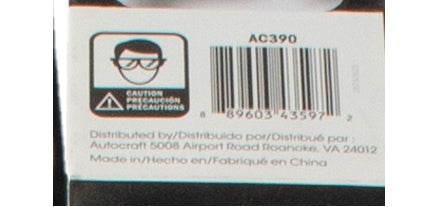 AC390
CAUTION
PRECAUCIÓN
PRECAUTIONS
8 89603 43597 2
Distributed by/Distribuido por/Distribué par :
Autocraft 5008 Airport Road Roanoke, VA 24012
Made in/Hecho en/Fabriqué en China